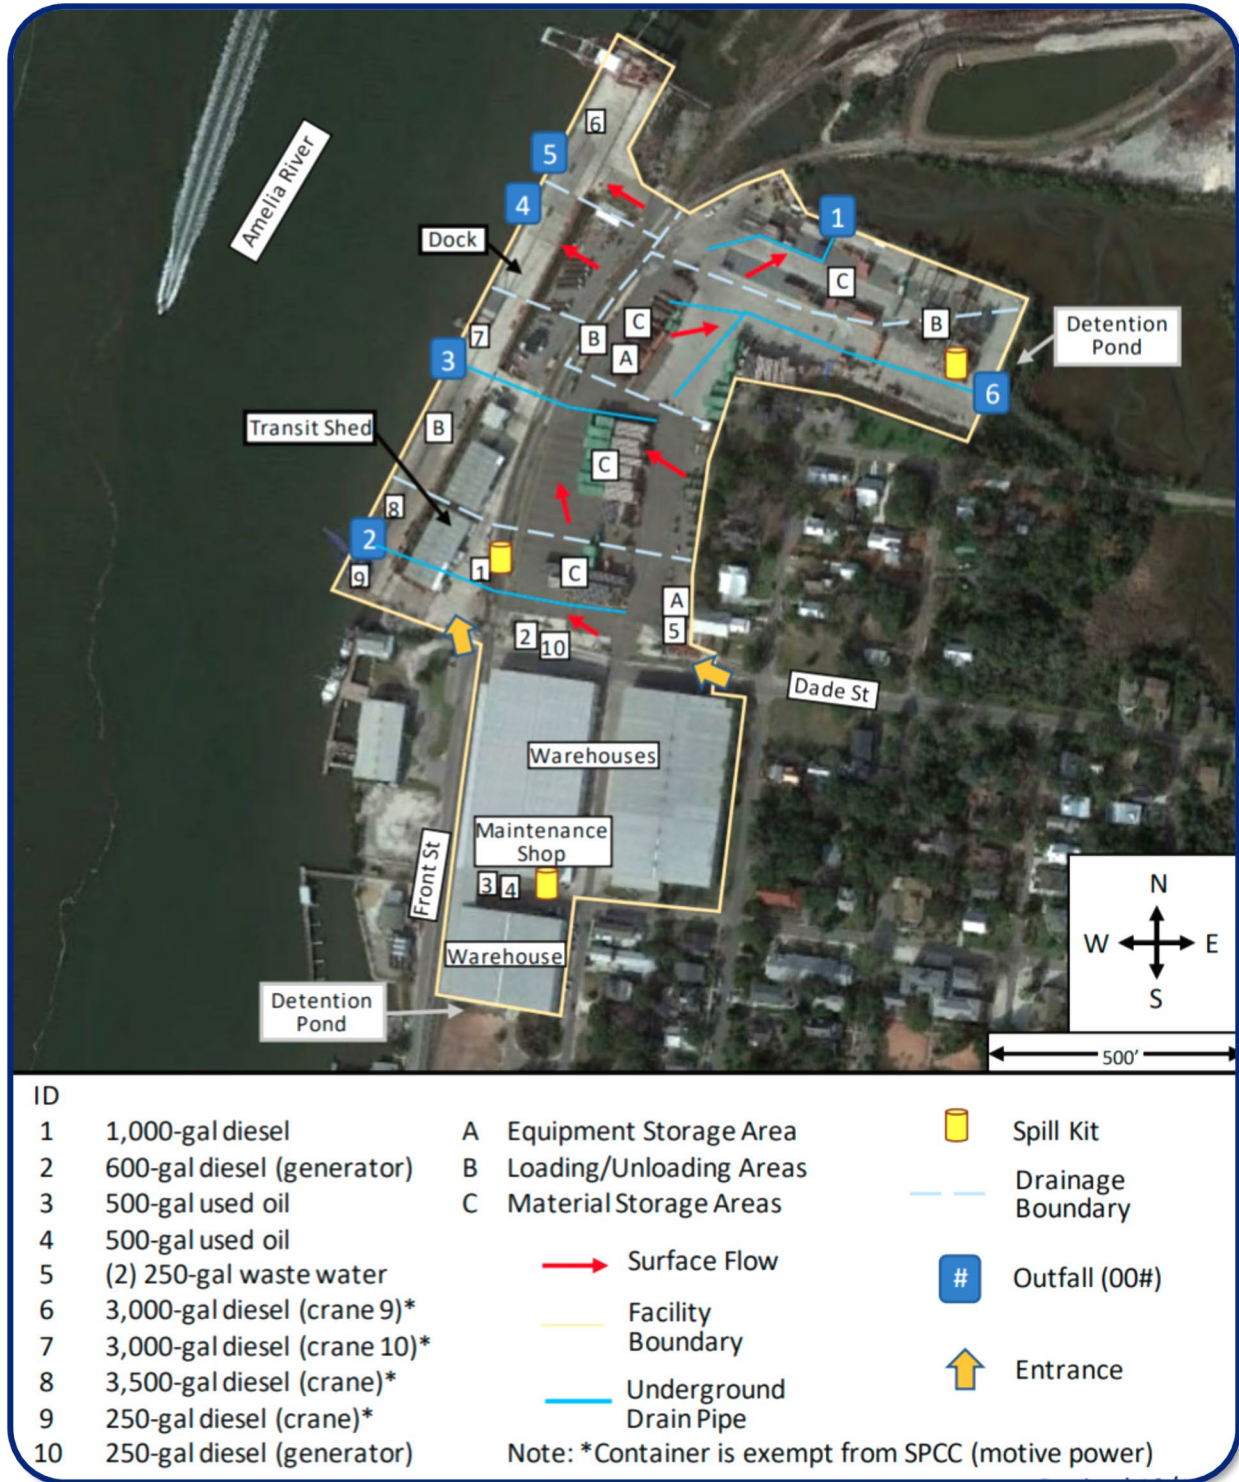 6
5
1
4
Amelia River
Dock
C
B
C
B
Detention
Pond
7
A
3
6
Transit Shed
B
C
8
2
1
C
9
A
5
2
10
Dade St
Warehouses
Maintenance
Shop
Front St
3
4
N
W E
S
Warehouse
Detention
Pond
500'
ID
1 1,000-gal diesel
2 600-gal diesel (generator)
3 500-gal used oil
4 500-gal used oil
5 (2) 250-gal waste water
6 3,000-gal diesel (crane 9)*
7 3,000-gal diesel (crane 10)*
8 3,500-gal diesel (crane)*
9 250-gal diesel (crane)*
10 250-gal diesel (generator)
A Equipment Storage Area
B Loading/Unloading Areas
C Material Storage Areas
Surface Flow
Facility
Boundary
Underground
Drain Pipe
Spill Kit
Drainage
Boundary
# Outfall (00#)
Entrance
Note: *Container is exempt from SPCC (motive power)